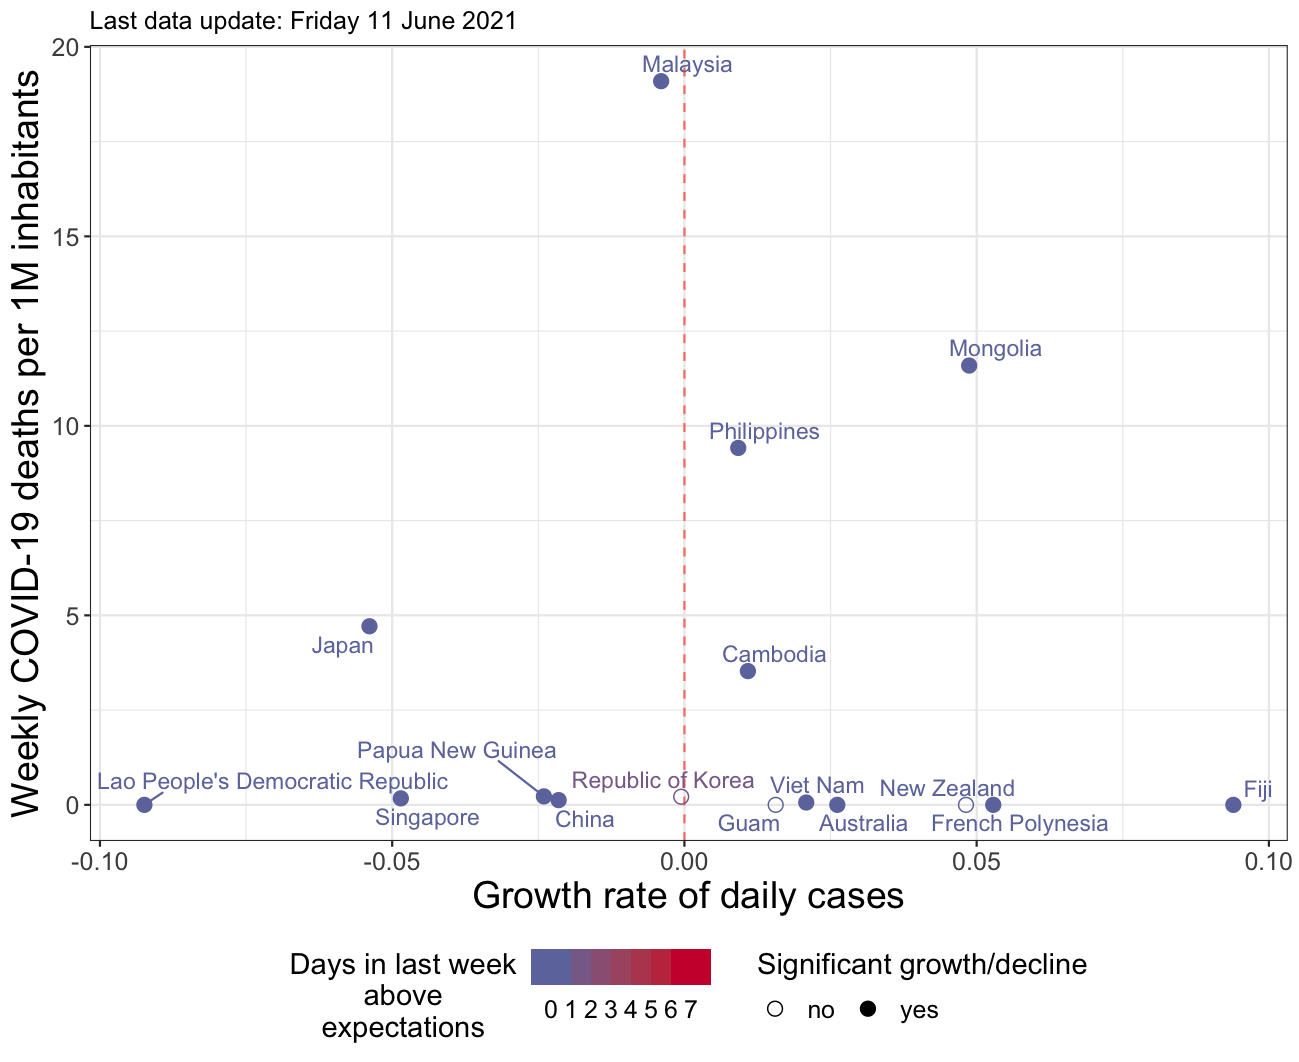 Last data update: Friday 11 June 2021
Weekly COVID-19 deaths per 1M inhabitants
20
15
10
5
0
Malaysia
Mongolia
Philippines
Japan
Cambodia
Papua New Guinea
Lao People's Democratic Republic
Republic of Korea
Viet Nam
New Zealand
Fiji
Singapore
China
Guam
Australia
French Polynesia
-0.10
-0.05
0.00
0.05
0.10
Growth rate of daily cases
Days in last week
above
expectations
0 1 2 3 4 5 6 7
Significant growth/decline
no
yes